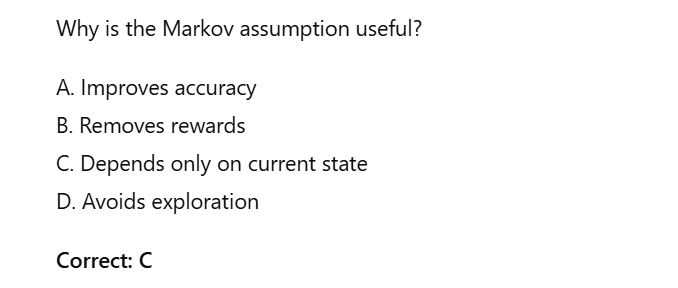 Why is the Markov assumption useful?
A. Improves accuracy
B. Removes rewards
C. Depends only on current state
D. Avoids exploration
Correct: C